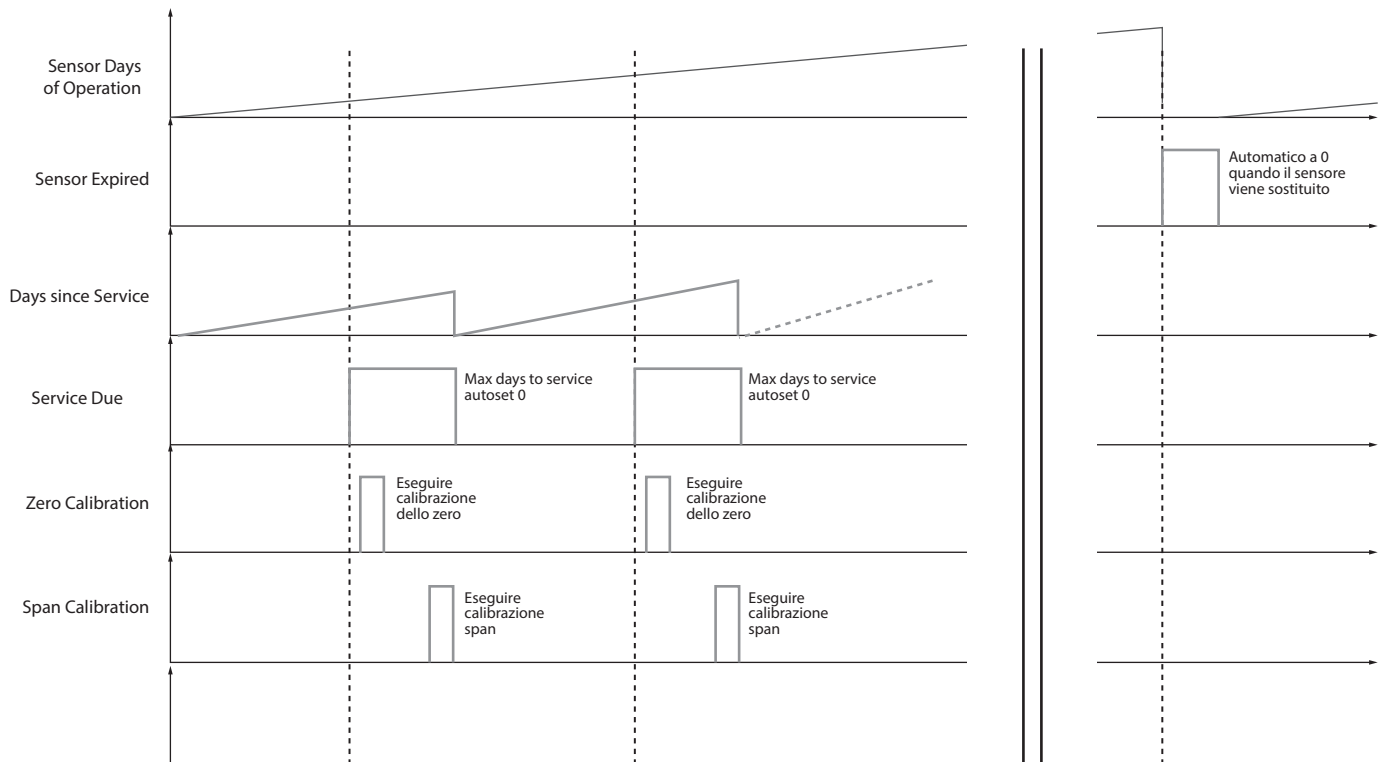 Sensor Days
of Operation
Sensor Expired
Automatico a 0
quando il sensore
viene sostituito
Days since Service
Service Due
Max days to service
autoset 0
Max days to service
autoset 0
Zero Calibration
Eseguire
calibrazione
dello zero
Eseguire
calibrazione
dello zero
Span Calibration
Eseguire
calibrazione
span
Eseguire
calibrazione
span